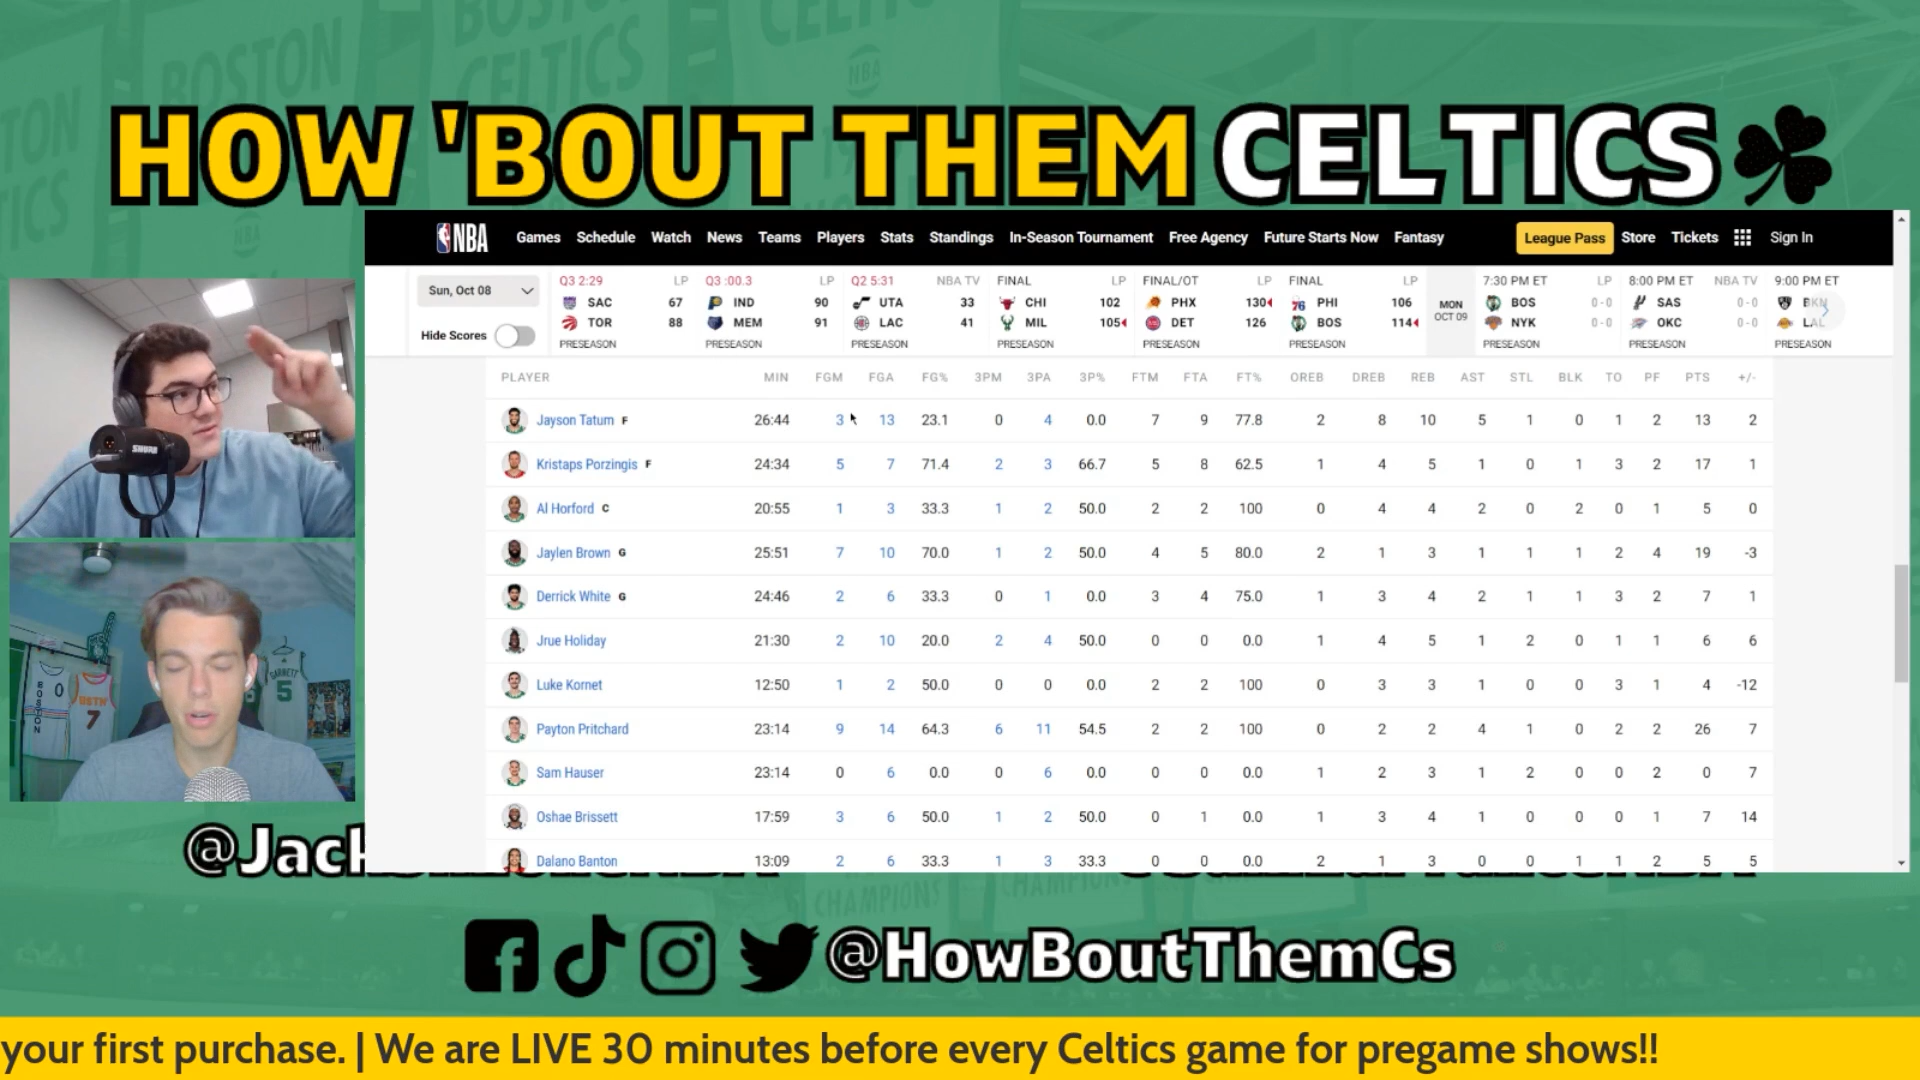 HOW 'BOUT THEM CELTICS
NBA Games Schedule Watch News Teams Players Stats Standings In-Season Tournament Free Agency Future Starts Now Fantasy League Pass Store Tickets Sign In
Sun, Oct 08
Hide Scores
Q3 2:29 LP
SAC 67
TOR 88
PRESEASON
Q3 :00.3 LP
IND 90
MEM 91
PRESEASON
Q2 5:31 NBA TV
UTA 33
LAC 41
PRESEASON
FINAL LP
CHI 102
MIL 105
PRESEASON
FINAL/OT LP
PHX 130
DET 126
PRESEASON
FINAL LP
PHI 106
BOS 114
PRESEASON
MON
OCT 09
7:30 PM ET LP
BOS 0-0
NYK 0-0
PRESEASON
8:00 PM ET NBA TV
SAS 0-0
OKC 0-0
PRESEASON
9:00 PM ET
BKN
LAL
PRESEASON
PLAYER MIN FGM FGA FG% 3PM 3PA 3P% FTM FTA FT% OREB DREB REB AST STL BLK TO PF PTS +/-
Jayson Tatum F 26:44 3 13 23.1 0 4 0.0 7 9 77.8 2 8 10 5 1 0 1 2 13 2
Kristaps Porzingis F 24:34 5 7 71.4 2 3 66.7 5 8 62.5 1 4 5 1 0 1 3 2 17 1
Al Horford C 20:55 1 3 33.3 1 2 50.0 2 2 100 0 4 4 2 0 2 0 1 5 0
Jaylen Brown G 25:51 7 10 70.0 1 2 50.0 4 5 80.0 2 1 3 1 1 1 2 4 19 -3
Derrick White G 24:46 2 6 33.3 0 1 0.0 3 4 75.0 1 3 4 2 1 1 3 2 7 1
Jrue Holiday 21:30 2 10 20.0 2 4 50.0 0 0 0.0 1 4 5 1 2 0 1 1 6 6
Luke Kornet 12:50 1 2 50.0 0 0 0.0 2 2 100 0 3 3 1 0 0 3 1 4 -12
Payton Pritchard 23:14 9 14 64.3 6 11 54.5 2 2 100 0 2 2 4 1 0 2 2 26 7
Sam Hauser 23:14 0 6 0.0 0 6 0.0 0 0 0.0 1 2 3 1 2 0 0 2 0 7
Oshae Brissett 17:59 3 6 50.0 1 2 50.0 0 1 0.0 1 3 4 1 0 0 0 1 7 14
Dalano Banton 13:09 2 6 33.3 1 3 33.3 0 0 0.0 2 1 3 0 0 1 1 2 5 5
SHURE
BOSTON
0
7
GARNETT
5
@Jack
@HowBoutThemCs
your first purchase. | We are LIVE 30 minutes before every Celtics game for pregame shows!!
BOSTON
CELTICS
CHAMPIONS